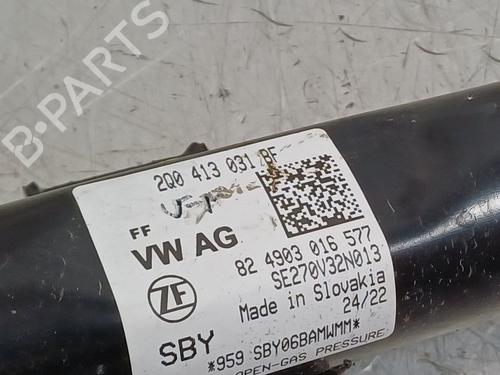 2Q0 413 031 BF
FF
VW AG
ZF
82 4903 016 577
SE270V32N013
Made in Slovakia
24/22
SBY
*959 SBY06BAMWMM*
OPEN-GAS PRESSURE
B-PARTS